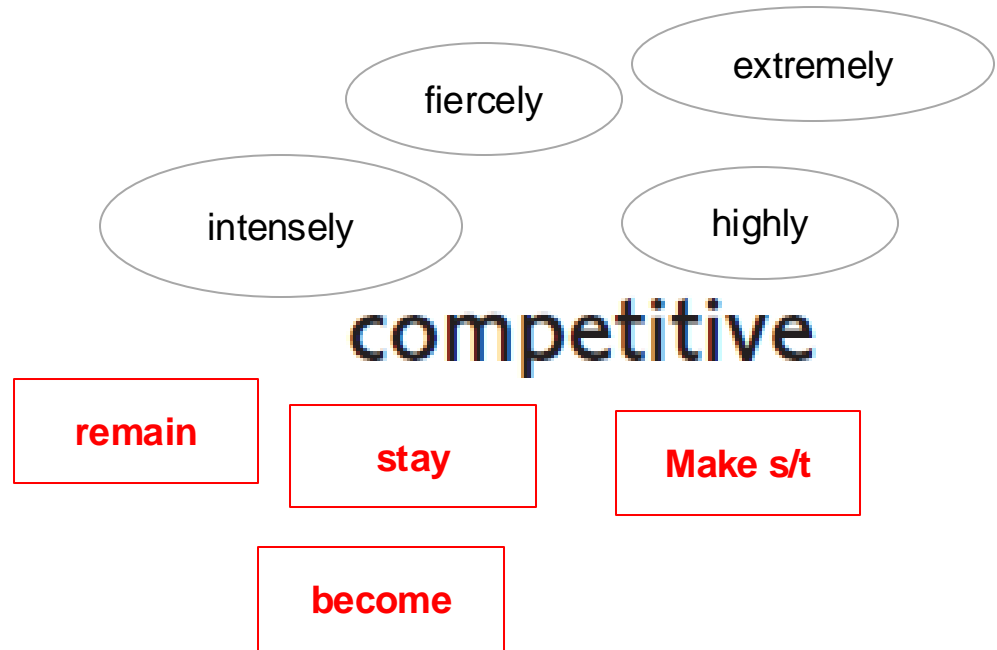 extremely
fiercely
intensely
highly
competitive
remain
stay
Make s/t
become